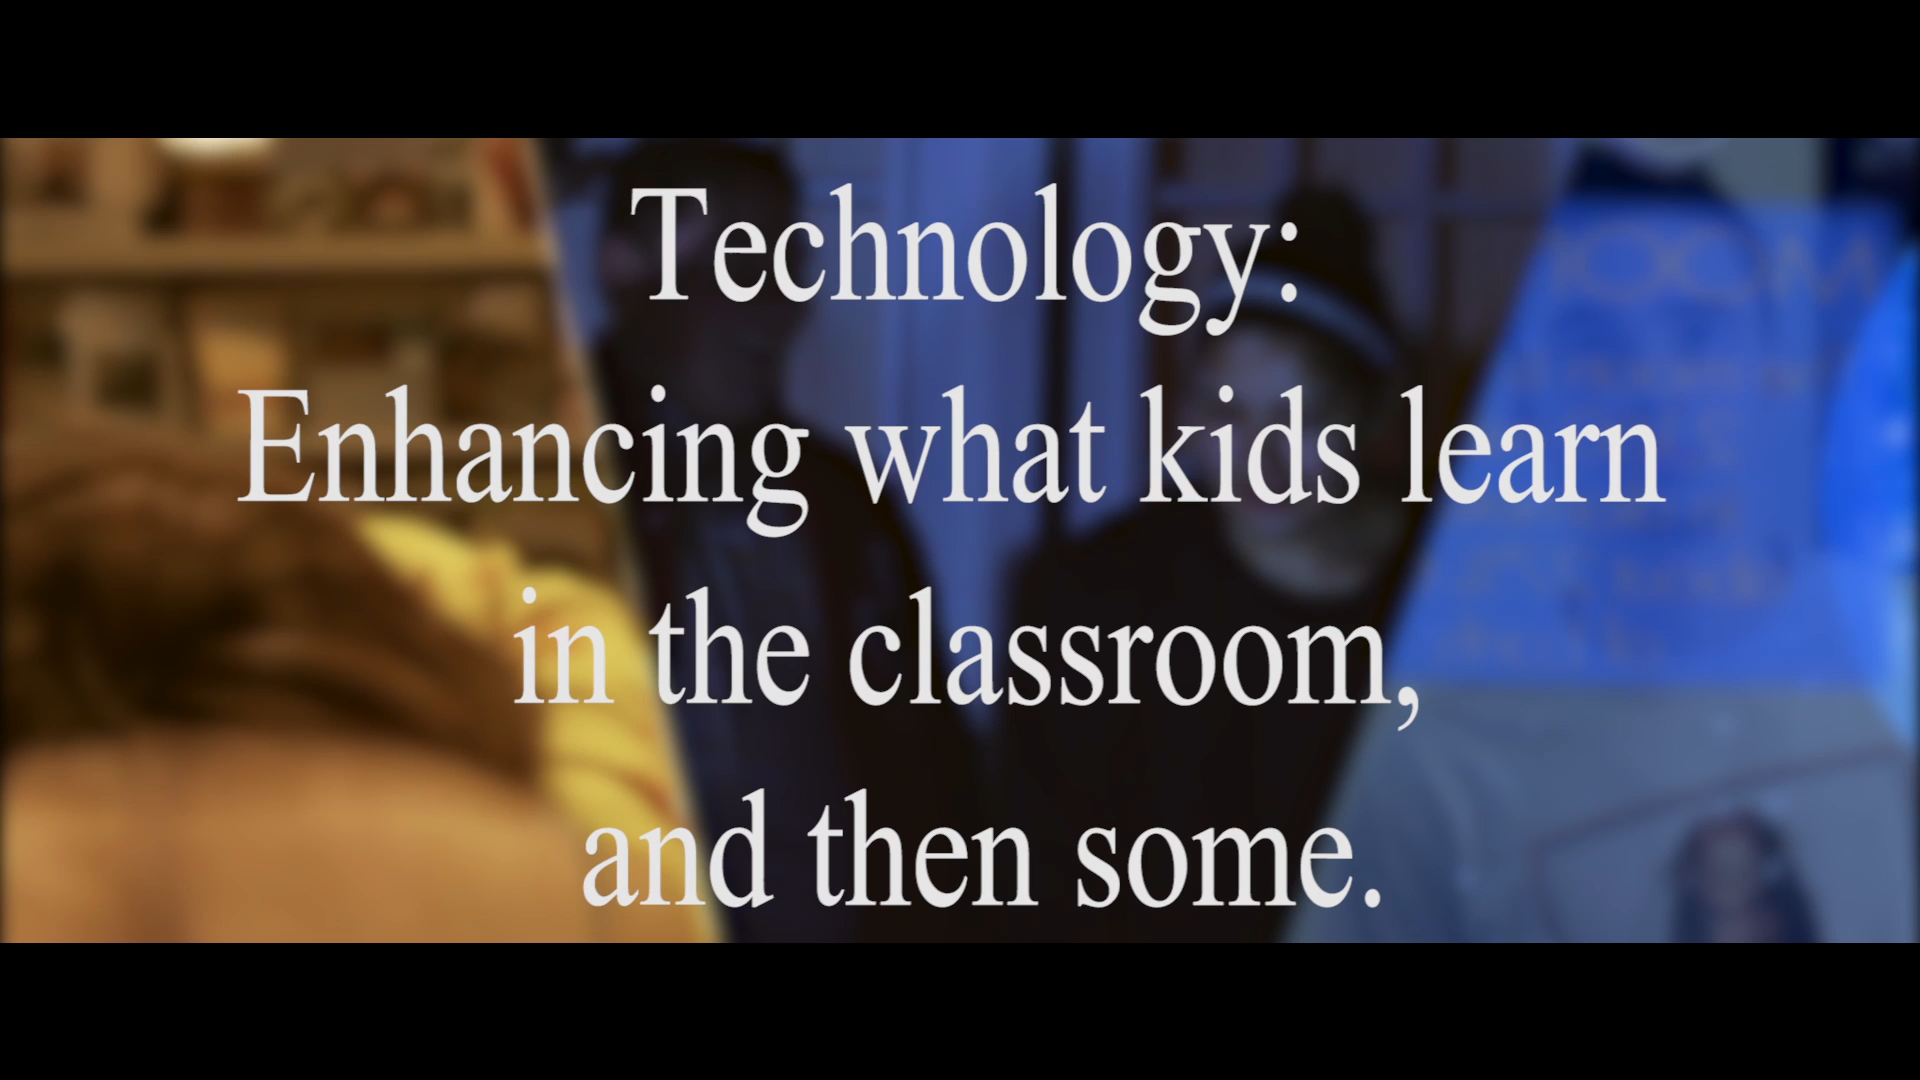 Technology:
Enhancing what kids learn
in the classroom,
and then some.